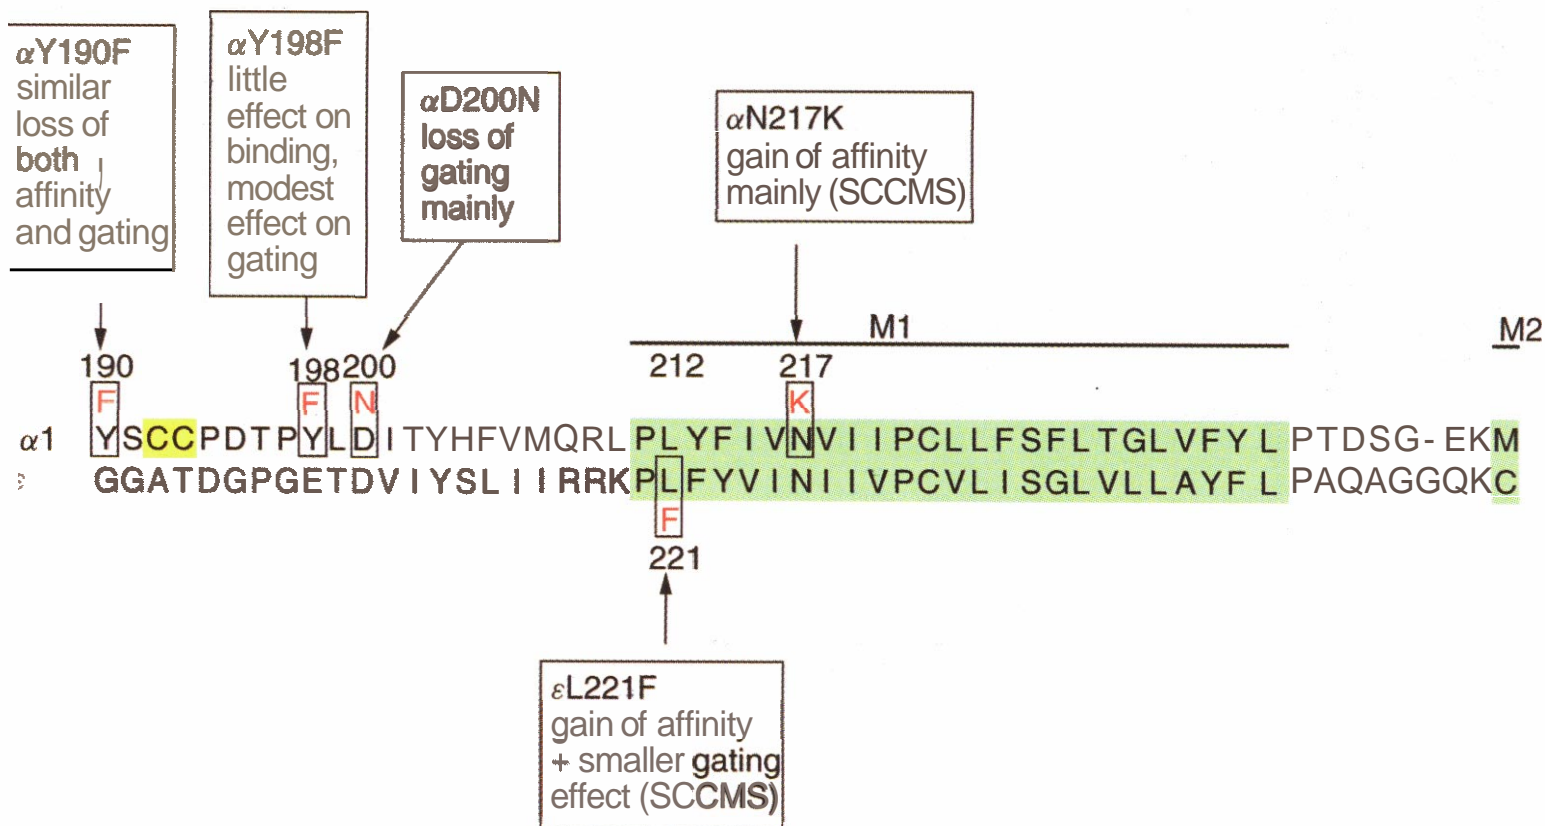 αY190F
similar
loss of
both
affinity
and gating
αY198F
little
effect on
binding,
modest
effect on
gating
αD200N
loss of
gating
mainly
αN217K
gain of affinity
mainly (SCCMS)
M1
M2
190
198
200
212
217
F
F
N
K
α1 YSCCPDTPYLDITYHFVMQRLPLYFIVNVIIPCLLFSFLTGLVFYLPTDSG-EKM
ε GGATDGPGETDVIYSLIIRRKPLFYVINIIVPCVLISGLVLLAYFLPAQAGGQKC
F
221
εL221F
gain of affinity
+ smaller gating
effect (SCCMS)